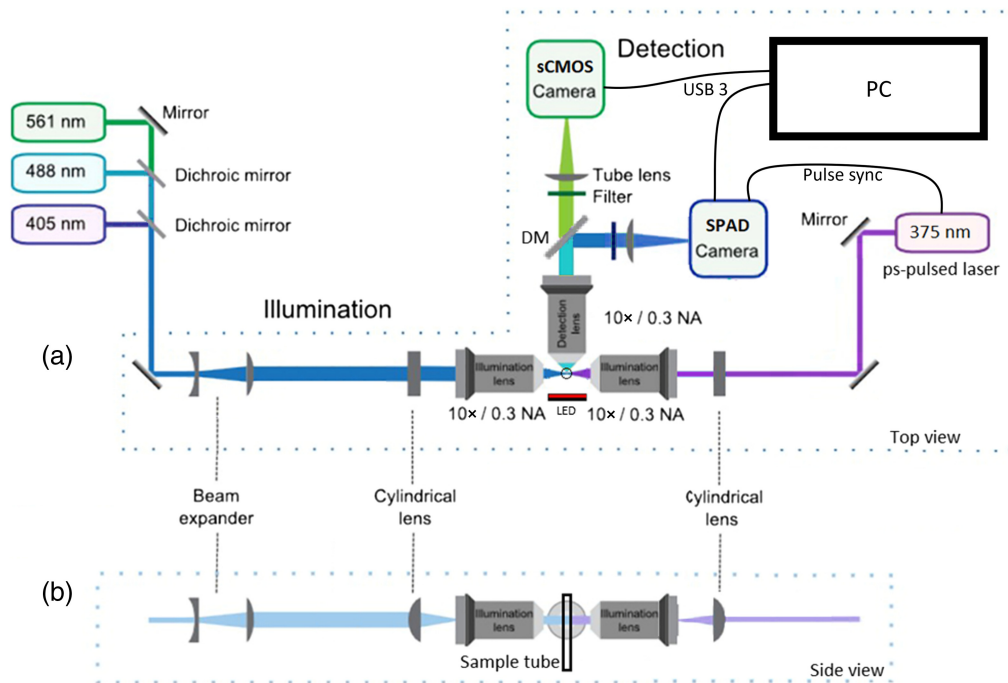 Detection
sCMOS
Camera
USB 3
PC
561 nm
Mirror
488 nm
Dichroic mirror
405 nm
Dichroic mirror
Tube lens
Filter
Pulse sync
DM
SPAD
Camera
Mirror
375 nm
ps-pulsed laser
Illumination
Detection
lens
10× / 0.3 NA
(a)
Illumination
lens
Illumination
lens
10× / 0.3 NA
LED
10× / 0.3 NA
Top view
Beam
expander
Cylindrical
lens
Cylindrical
lens
(b)
Illumination
lens
Illumination
lens
Sample tube
Side view